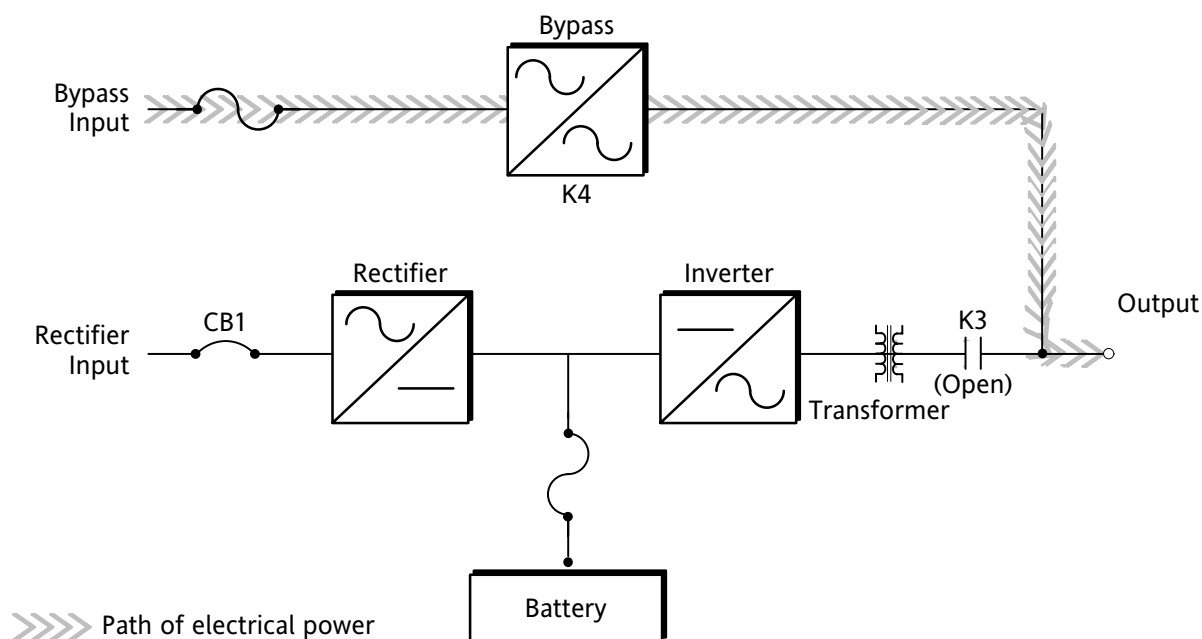 Bypass
Bypass
Input
K4
Rectifier
Inverter
Output
CB1
K3
Rectifier
Input
(Open)
Transformer
Battery
Path of electrical power